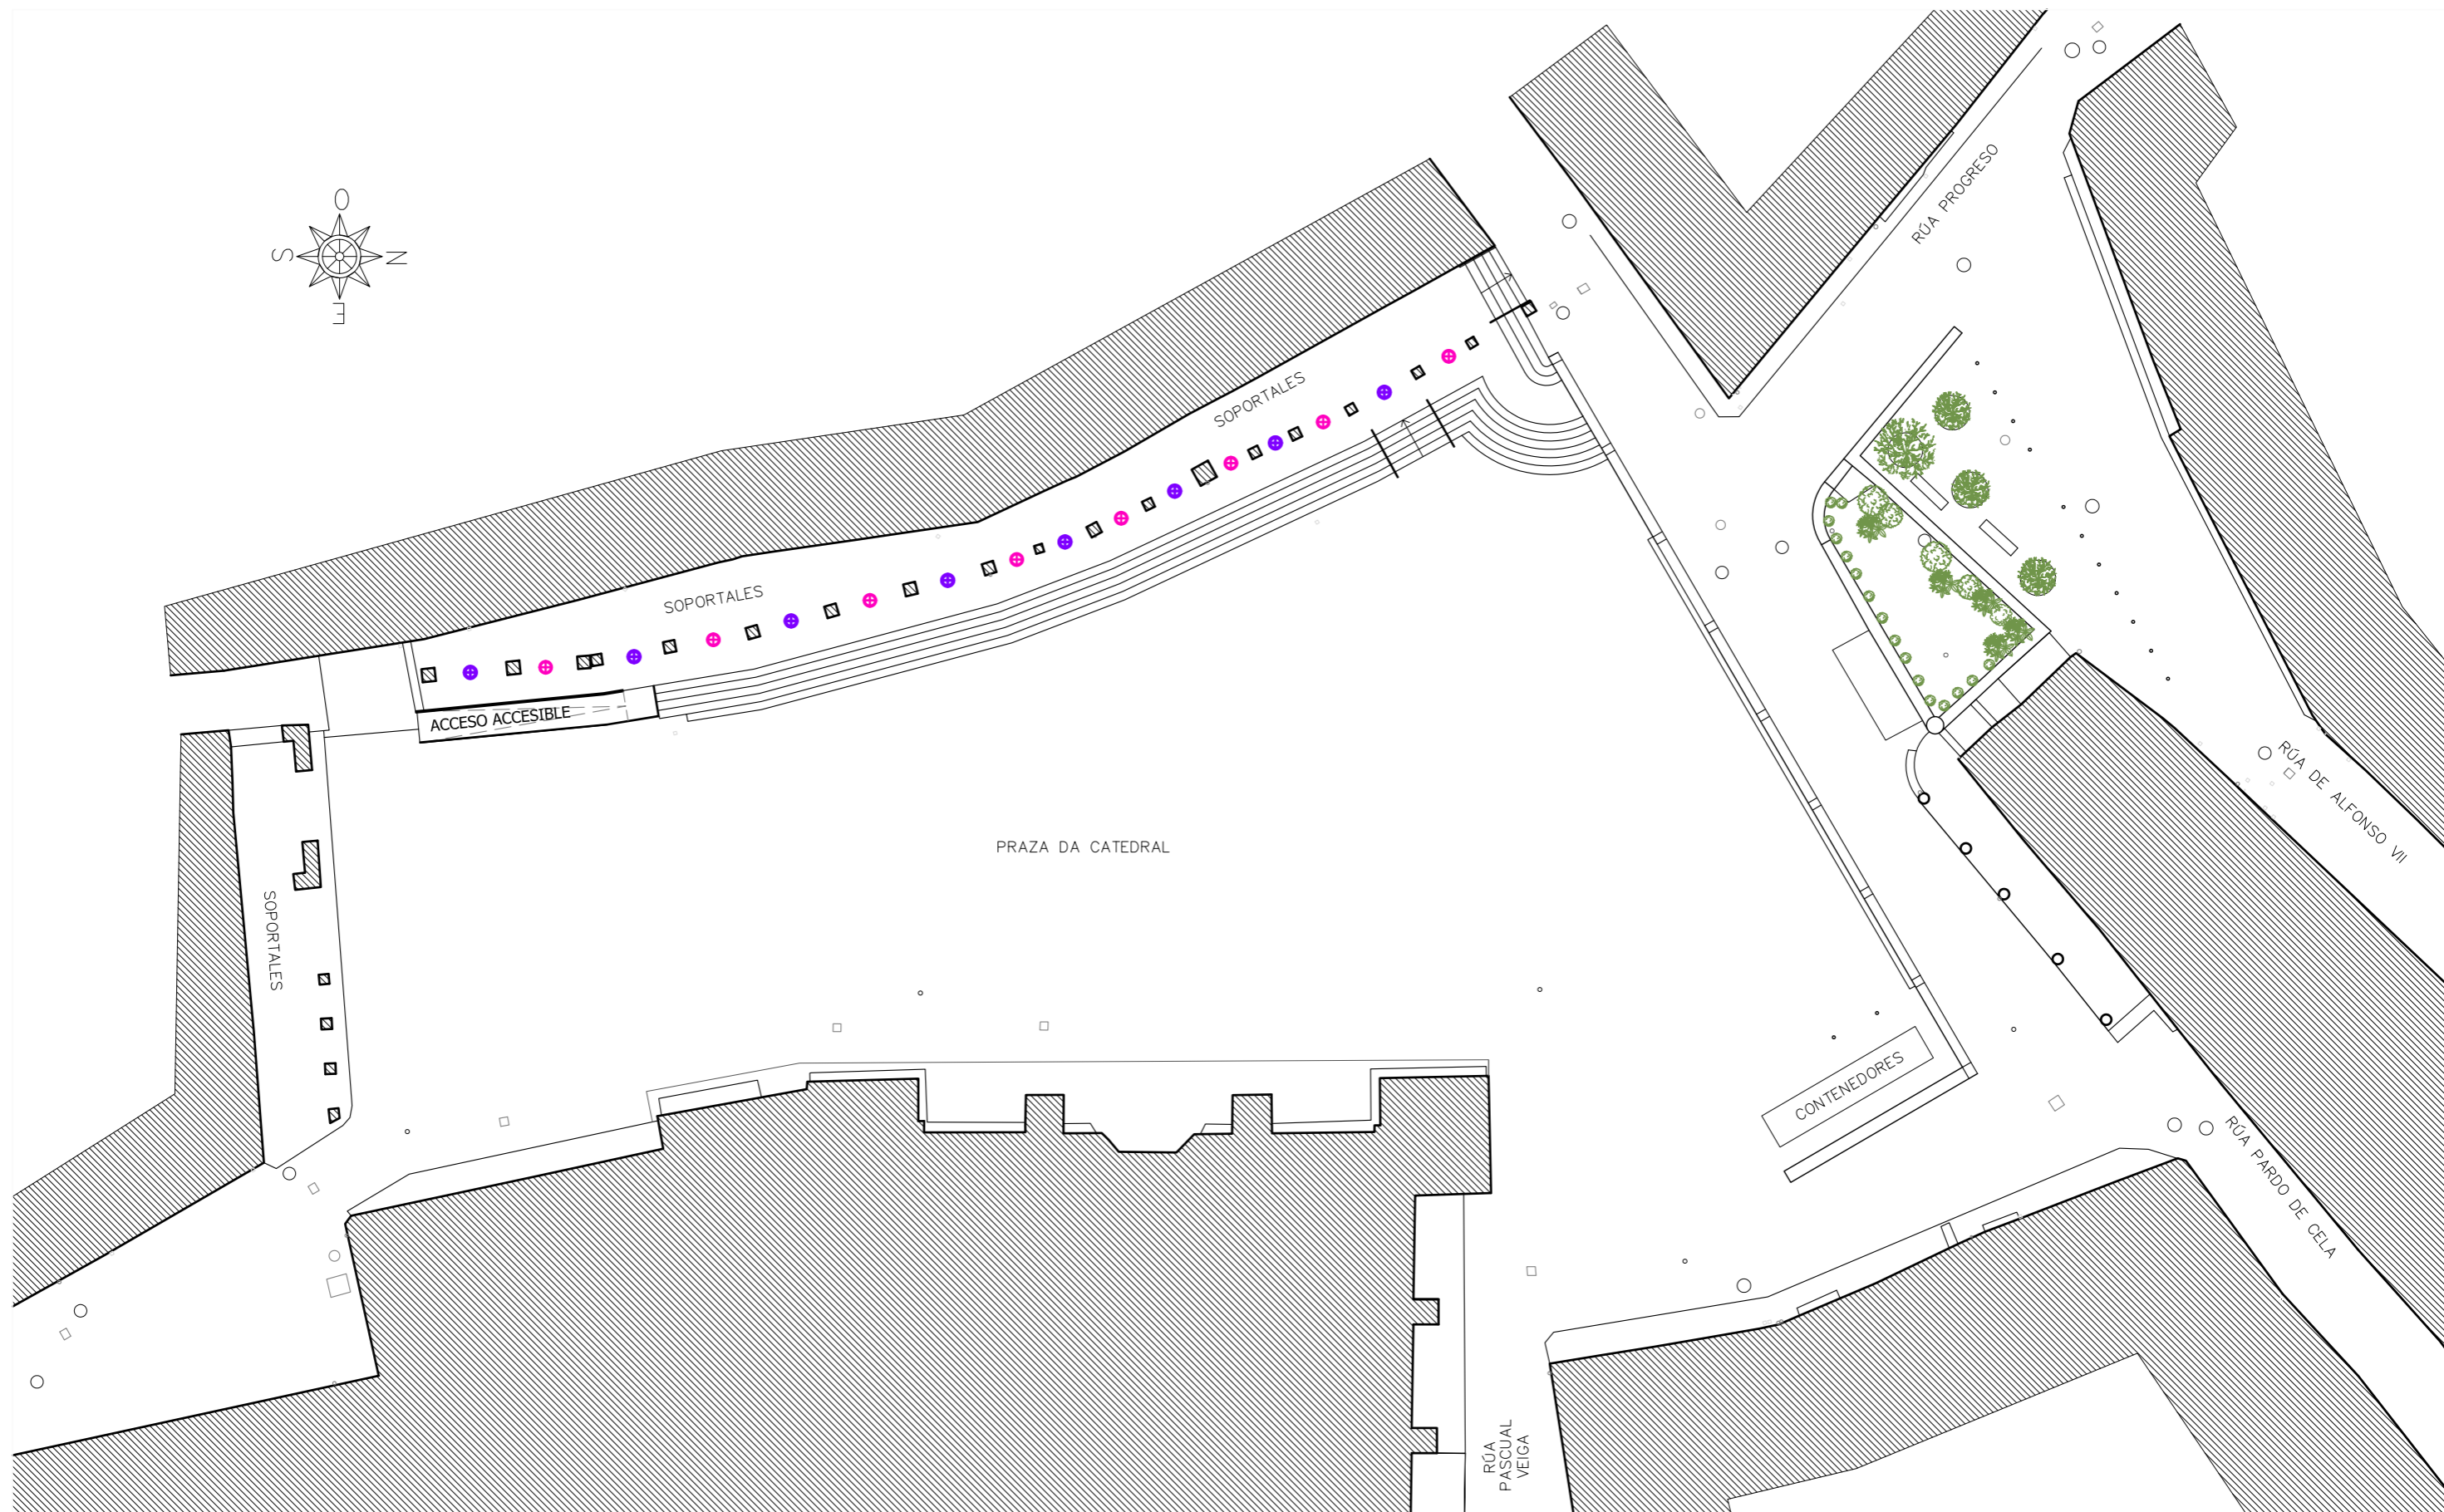 O
S
N
E
RÚA PROGRESO
SOPORTALES
SOPORTALES
ACCESO ACCESIBLE
RÚA DE ALFONSO VII
PRAZA DA CATEDRAL
SOPORTALES
CONTENEDORES
RÚA PARDO DE CELA
RÚA
PASCUAL
VEIGA